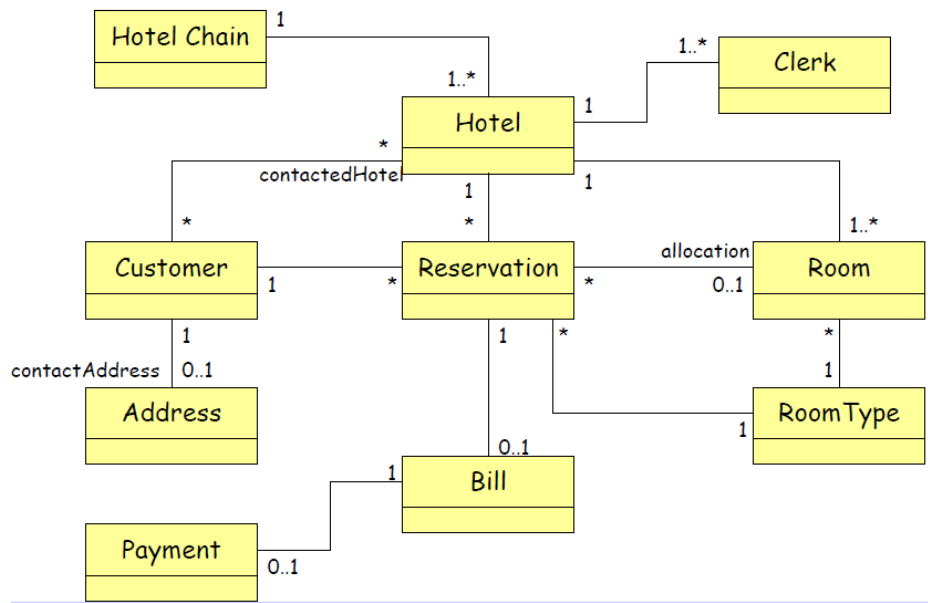 Hotel Chain
1
1..*
1..*
Clerk
Hotel
1
*
contactedHotel
1
1
*
*
1..*
Customer
1
*
Reservation
*
allocation
0..1
Room
1
contactAddress
0..1
1
*
*
1
Address
RoomType
1
0..1
Bill
1
Payment
0..1